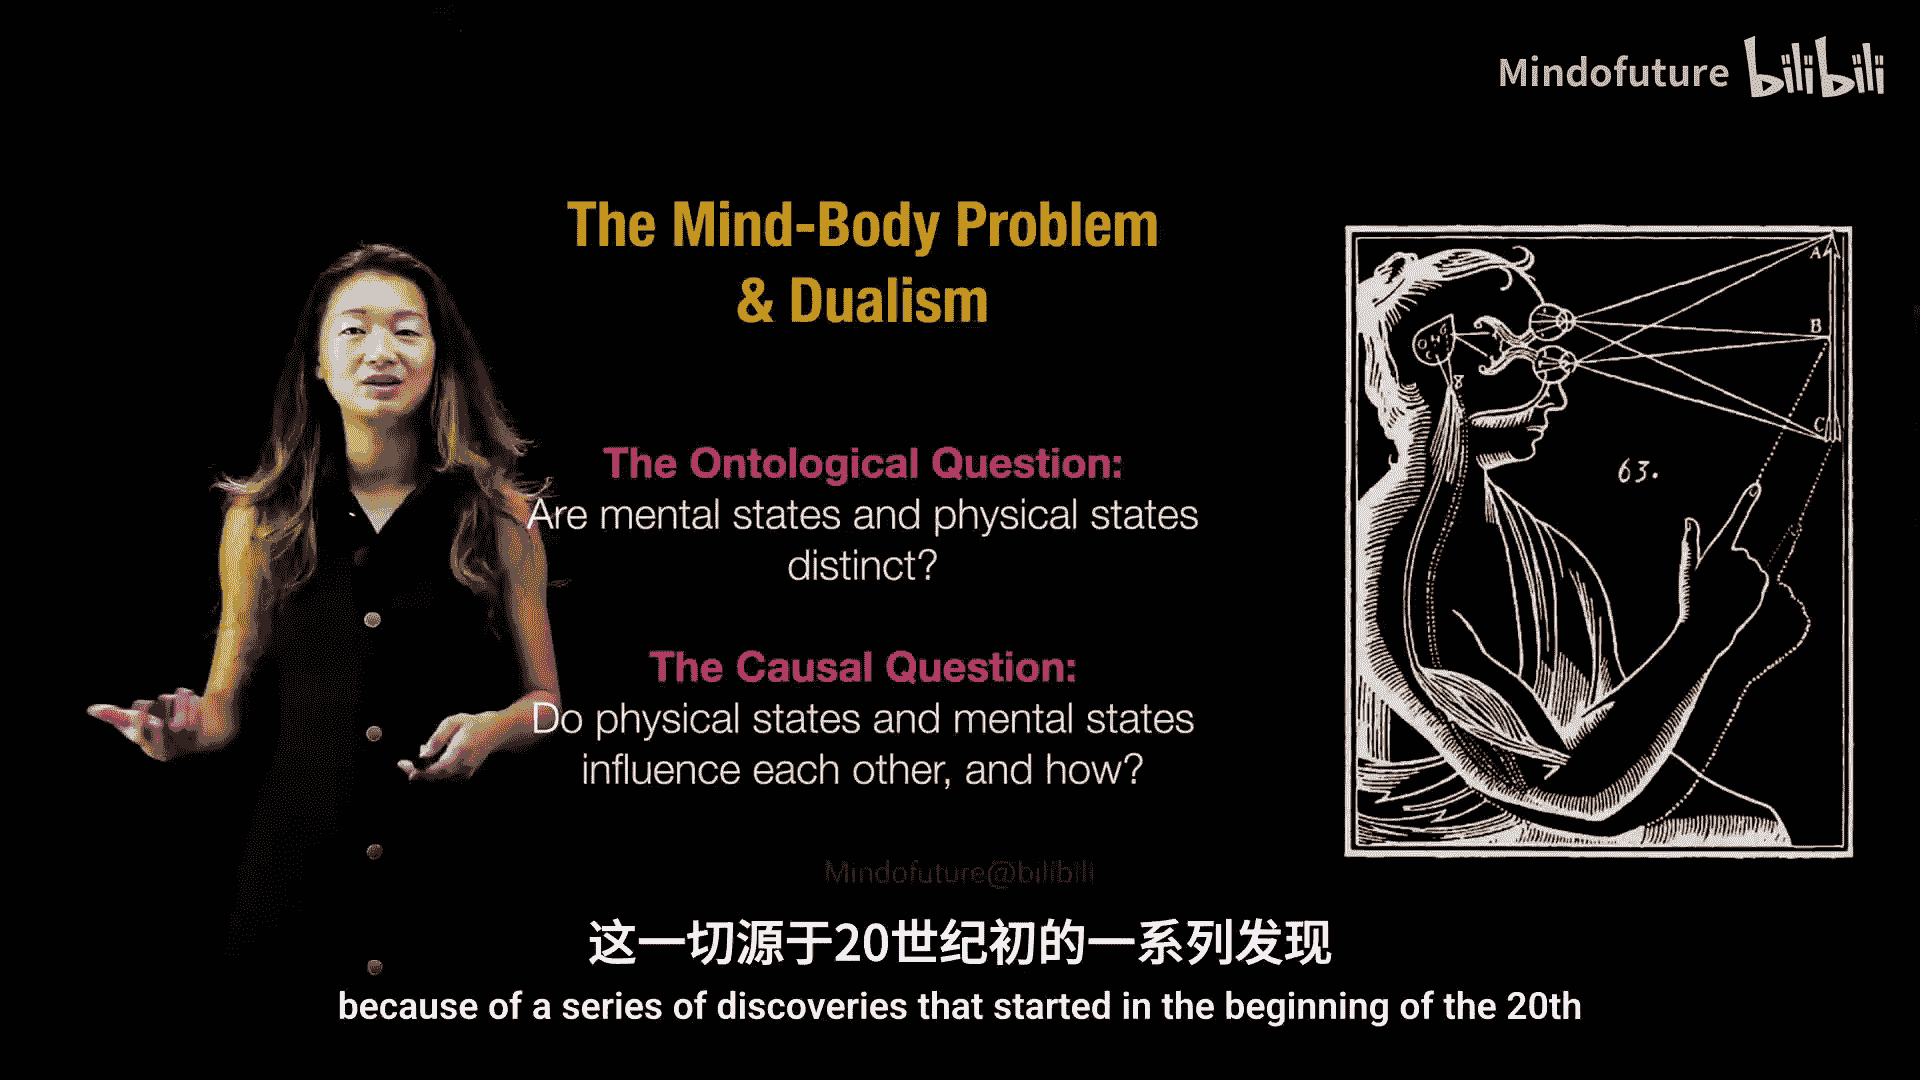 Mindofuture bilibili
The Mind-Body Problem
& Dualism
The Ontological Question:
Are mental states and physical states
distinct?
The Causal Question:
Do physical states and mental states
influence each other, and how?
A
B
C
63.
Mindofuture@bilibili
这一切源于20世纪初的一系列发现
because of a series of discoveries that started in the beginning of the 20th